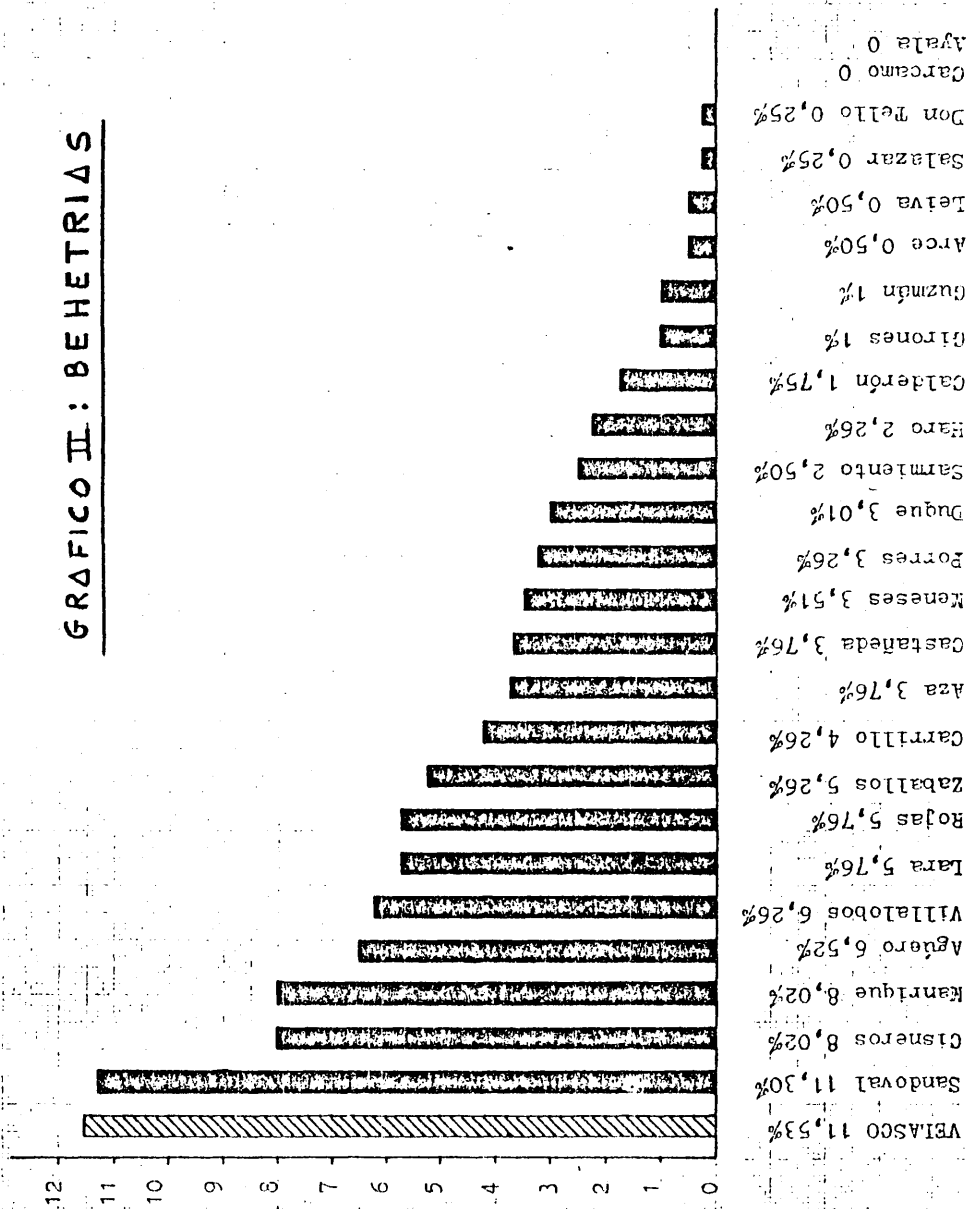 GRAFICO III: BEHETRIAS
12
11
10
9
8
7
6
5
4
3
2
1
0
VELASCO 11,53%
Sandoval 11,30%
Cisneros 8,02%
Manrique 8,02%
Agüero 6,52%
Villalobos 6,26%
Lara 5,76%
Rojas 5,76%
Zaballos 5,26%
Carrillo 4,26%
Aza 3,76%
Castañeda 3,76%
Meneses 3,51%
Porres 3,26%
Duque 3,01%
Sarmiento 2,50%
Haro 2,26%
Calderón 1,75%
Girones 1%
Guzmán 1%
Arce 0,50%
Leiva 0,50%
Salazar 0,25%
Don Tello 0,25%
Carcamo 0
Ayala 0